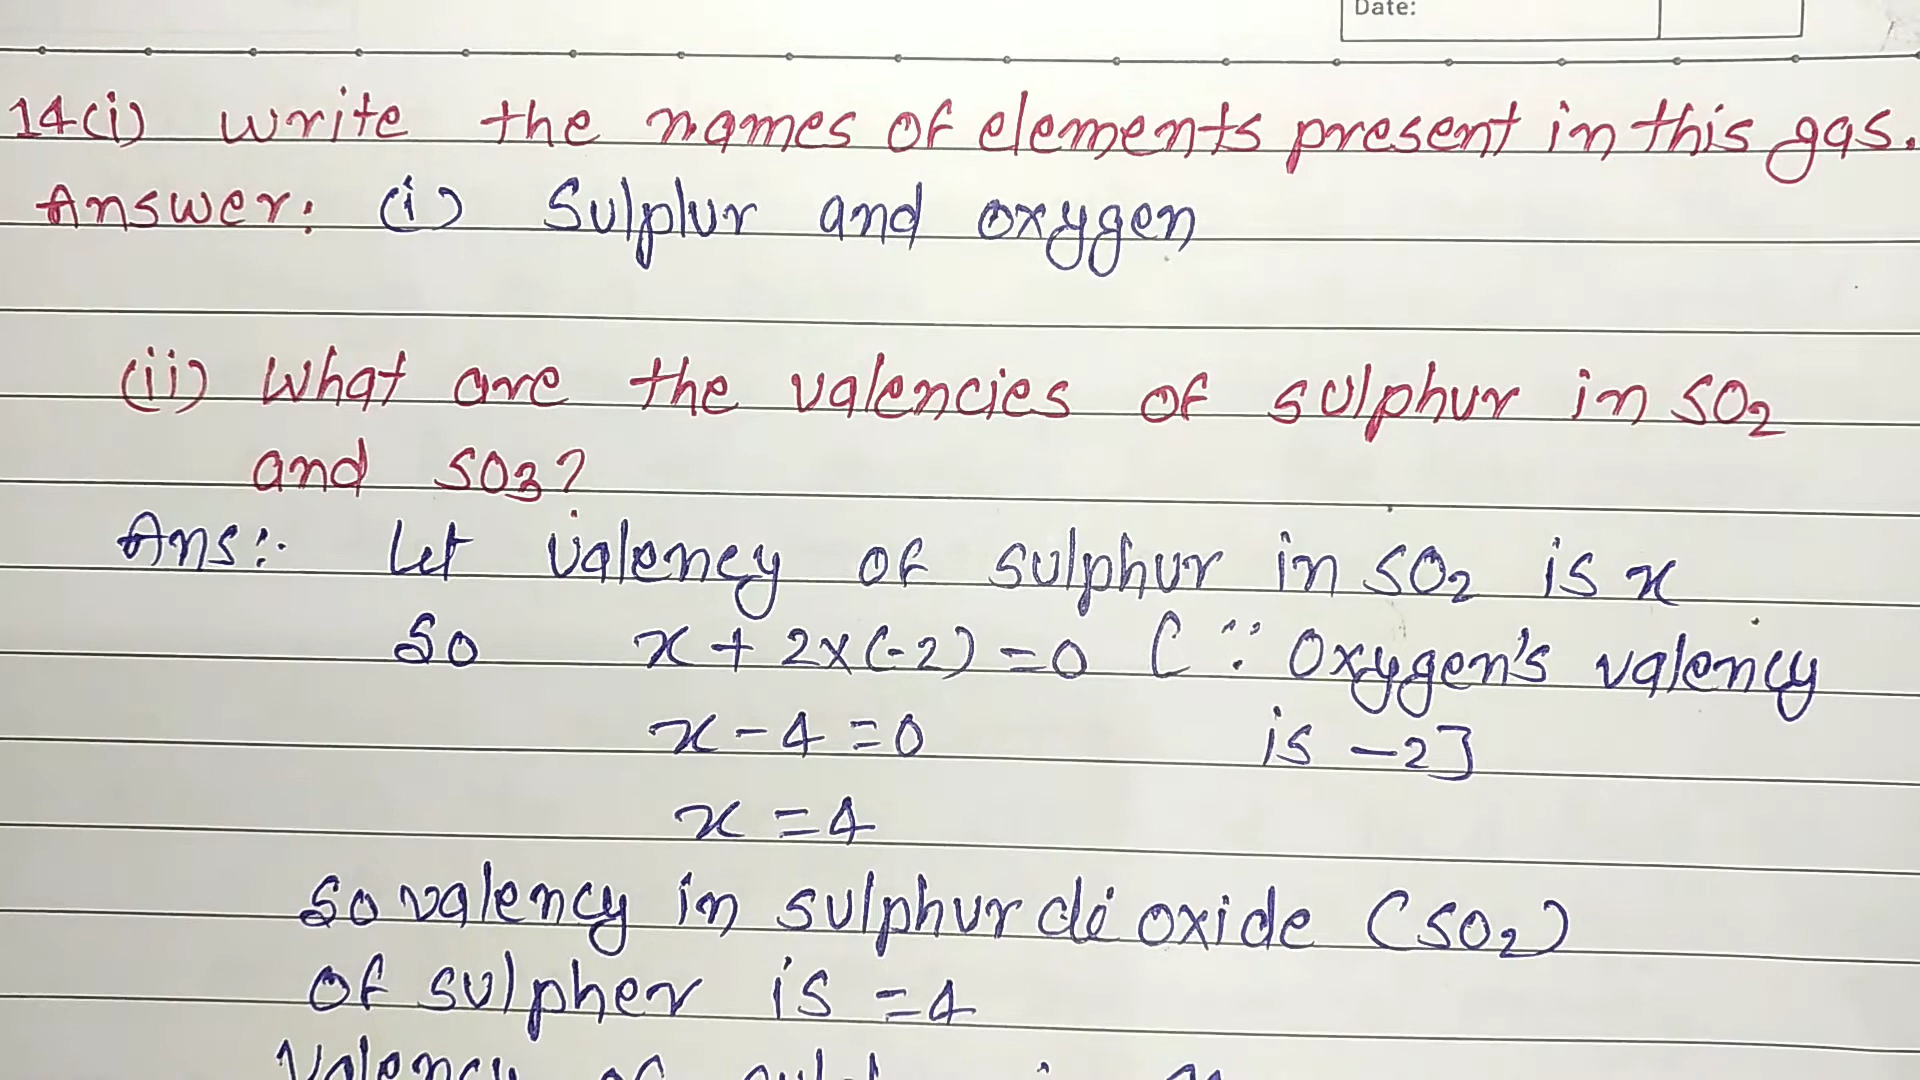 Date:
14(i) write the names of elements present in this gas.
Answer: (i) Sulplur and oxygen
(ii) What are the valencies of sulphur in SO2
and SO3?
Ans:- Let valency of sulphur in SO2 is x
So x + 2x(-2) = 0 [ ∵ Oxygen's valency
x - 4 = 0 is -2]
x = 4
So valency in sulphur di oxide (SO2)
of sulpher is = 4
Valency of